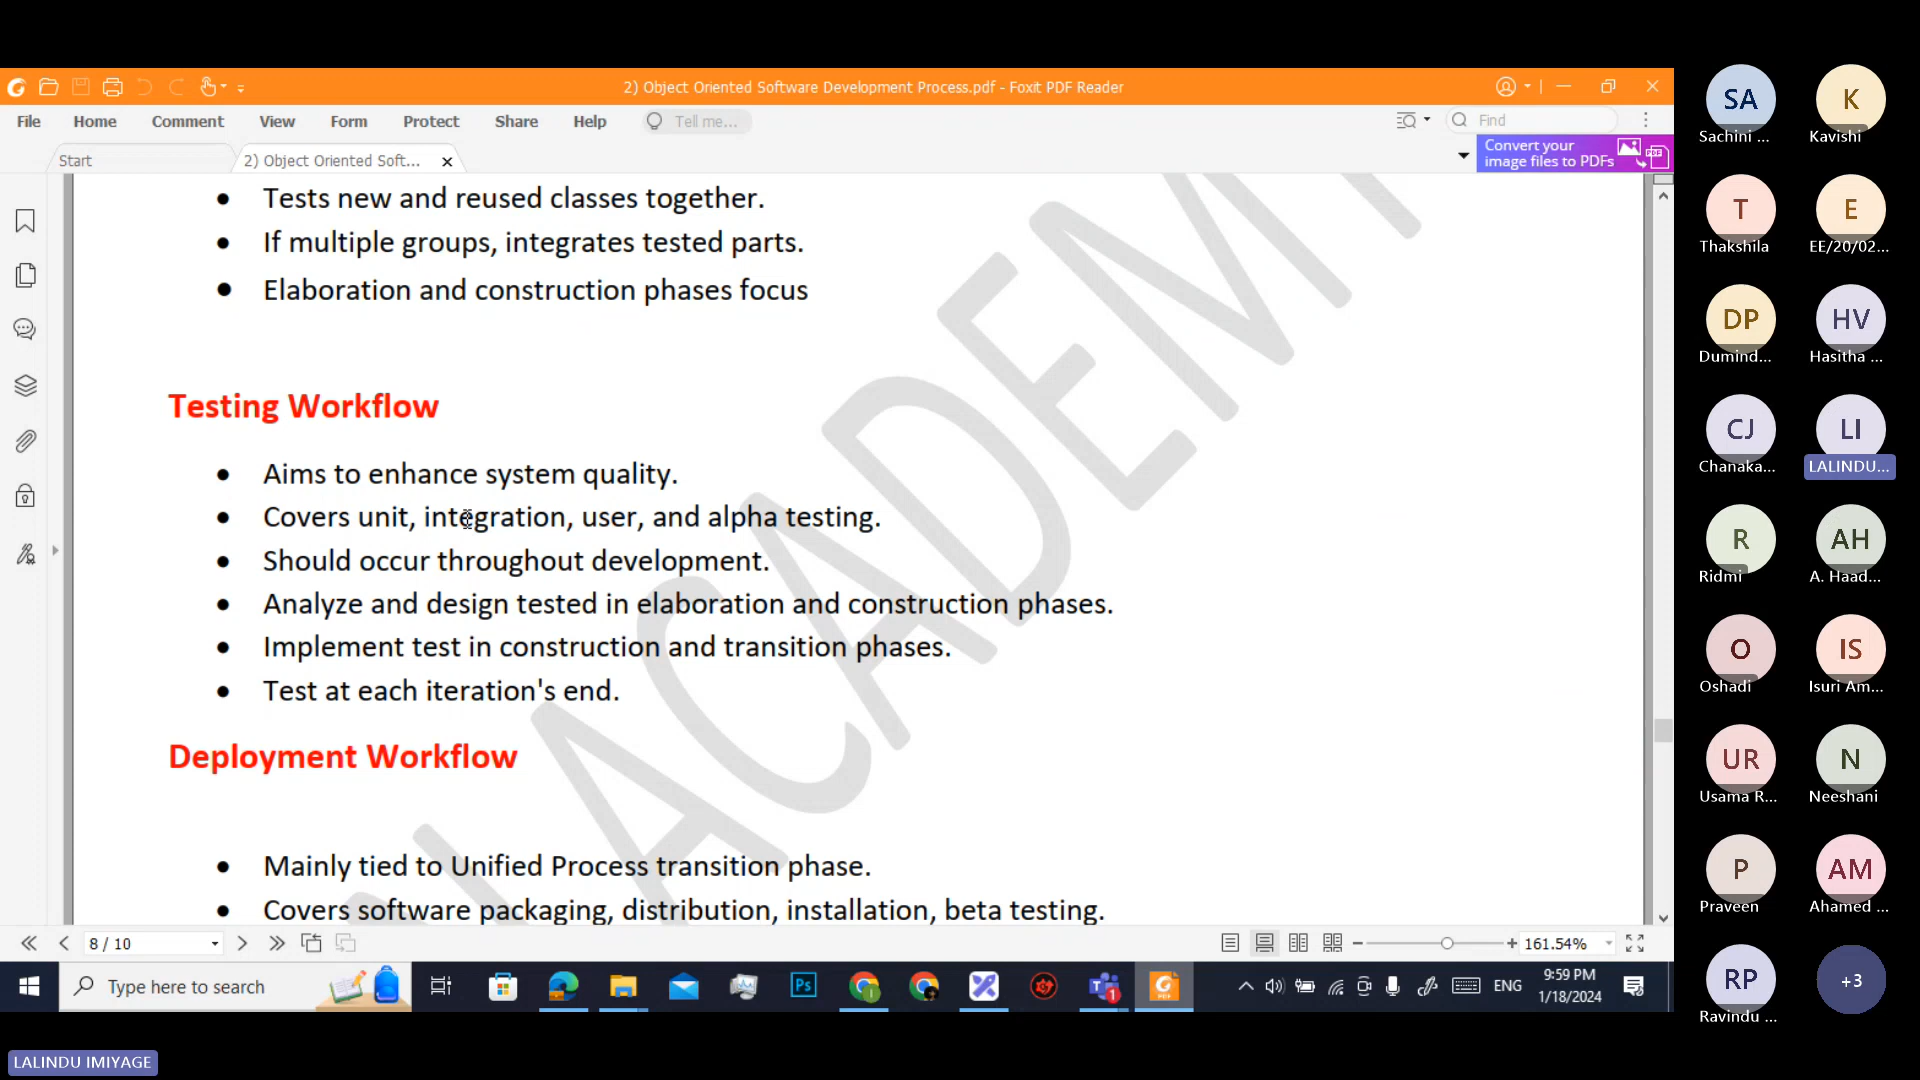 2) Object Oriented Software Development Process.pdf - Foxit PDF Reader
File Home Comment View Form Protect Share Help Tell me... Find
Start 2) Object Oriented Soft...
Convert your
image files to PDFs
PDF
• Tests new and reused classes together.
• If multiple groups, integrates tested parts.
• Elaboration and construction phases focus
Testing Workflow
• Aims to enhance system quality.
• Covers unit, integration, user, and alpha testing.
• Should occur throughout development.
• Analyze and design tested in elaboration and construction phases.
• Implement test in construction and transition phases.
• Test at each iteration's end.
Deployment Workflow
• Mainly tied to Unified Process transition phase.
• Covers software packaging, distribution, installation, beta testing.
N ACADEMY
8 / 10
161.54%
Type here to search
Ps
ENG
9:59 PM
1/18/2024
SA
Sachini ...
K
Kavishi
T
Thakshila
E
EE/20/02...
DP
Dumind...
HV
Hasitha ...
CJ
Chanaka...
LI
LALINDU...
R
Ridmi
AH
A. Haad...
O
Oshadi
IS
Isuri Am...
UR
Usama R...
N
Neeshani
P
Praveen
AM
Ahamed ...
RP
Ravindu ...
+3
LALINDU IMIYAGE